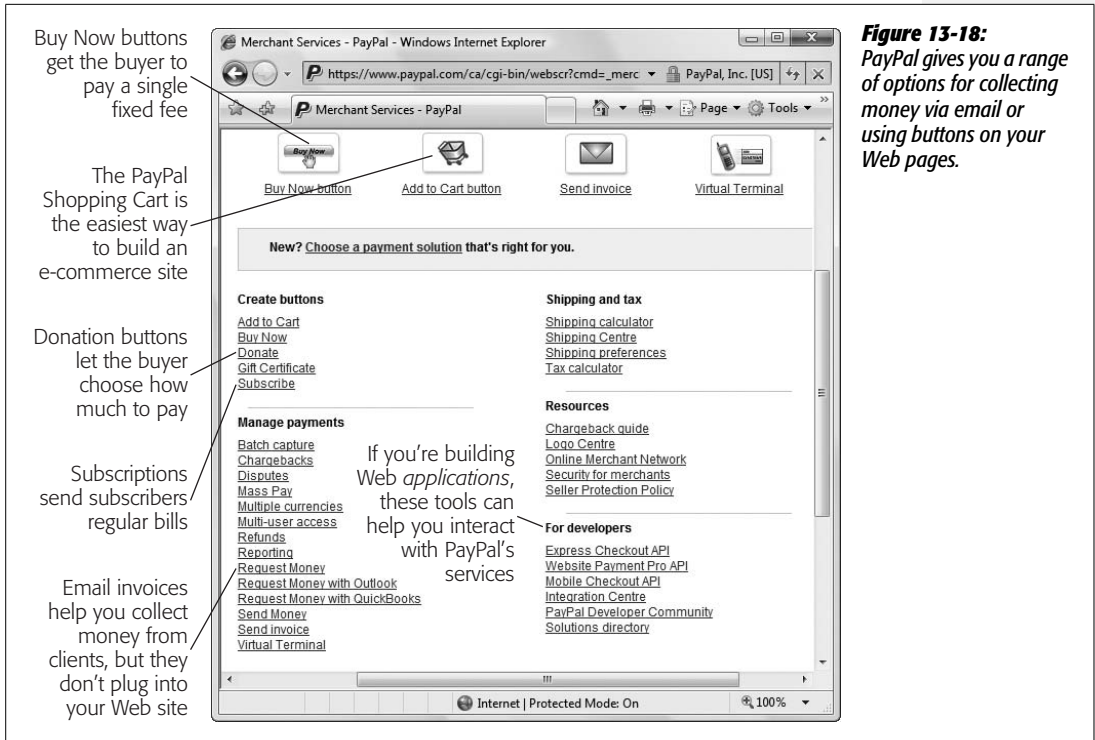 Buy Now buttons
get the buyer to
pay a single
fixed fee
The PayPal
Shopping Cart is
the easiest way
to build an
e-commerce site
Donation buttons
let the buyer
choose how
much to pay
Subscriptions
send subscribers
regular bills
Email invoices
help you collect
money from
clients, but they
don't plug into
your Web site
Merchant Services - PayPal - Windows Internet Explorer
https://www.paypal.com/ca/cgi-bin/webscr?cmd=_merc
PayPal, Inc. [US]
Merchant Services - PayPal
Page
Tools
Buy Now
Buy Now button
Add to Cart button
Send invoice
Virtual Terminal
New? Choose a payment solution that's right for you.
Create buttons
Add to Cart
Buy Now
Donate
Gift Certificate
Subscribe
Manage payments
Batch capture
Chargebacks
Disputes
Mass Pay
Multiple currencies
Multi-user access
Refunds
Reporting
Request Money
Request Money with Outlook
Request Money with QuickBooks
Send Money
Send invoice
Virtual Terminal
If you're building
Web applications,
these tools can
help you interact
with PayPal's
services
Shipping and tax
Shipping calculator
Shipping Centre
Shipping preferences
Tax calculator
Resources
Chargeback guide
Logo Centre
Online Merchant Network
Security for merchants
Seller Protection Policy
For developers
Express Checkout API
Website Payment Pro API
Mobile Checkout API
Integration Centre
PayPal Developer Community
Solutions directory
Internet | Protected Mode: On
100%
Figure 13-18:
PayPal gives you a range
of options for collecting
money via email or
using buttons on your
Web pages.